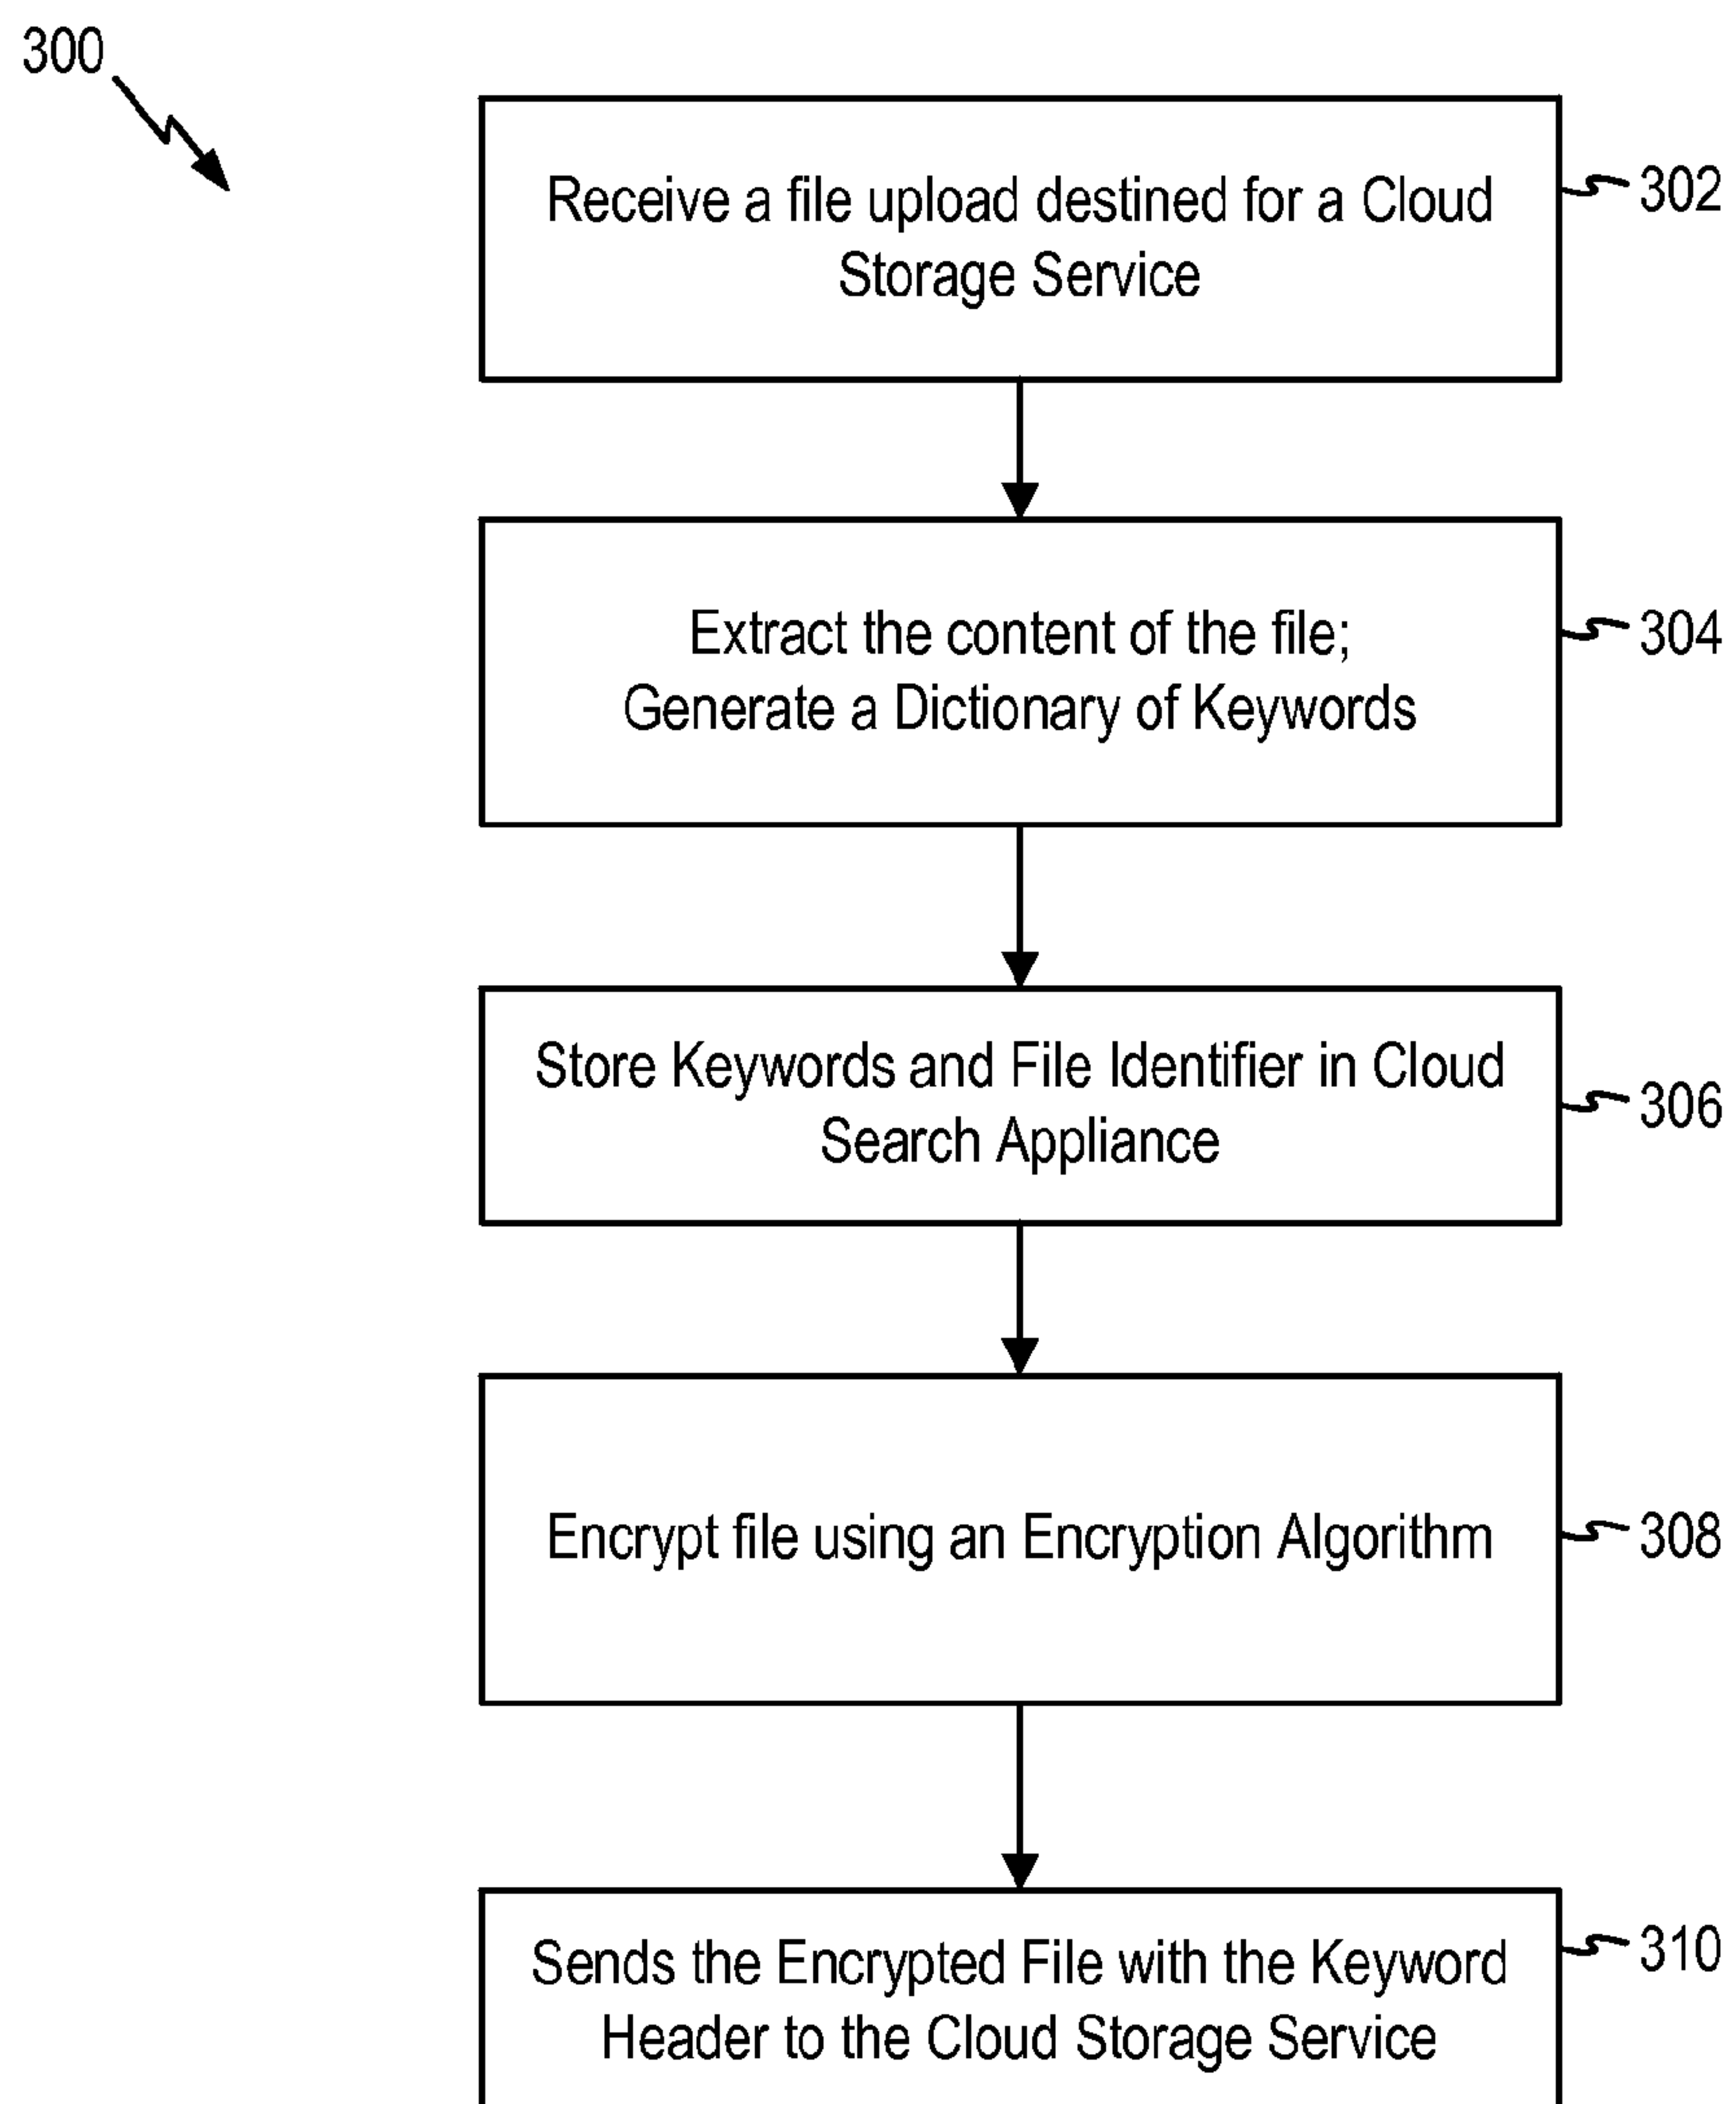 300
Receive a file upload destined for a Cloud
Storage Service
302
Extract the content of the file;
Generate a Dictionary of Keywords
304
Store Keywords and File Identifier in Cloud
Search Appliance
306
Encrypt file using an Encryption Algorithm
308
Sends the Encrypted File with the Keyword
Header to the Cloud Storage Service
310